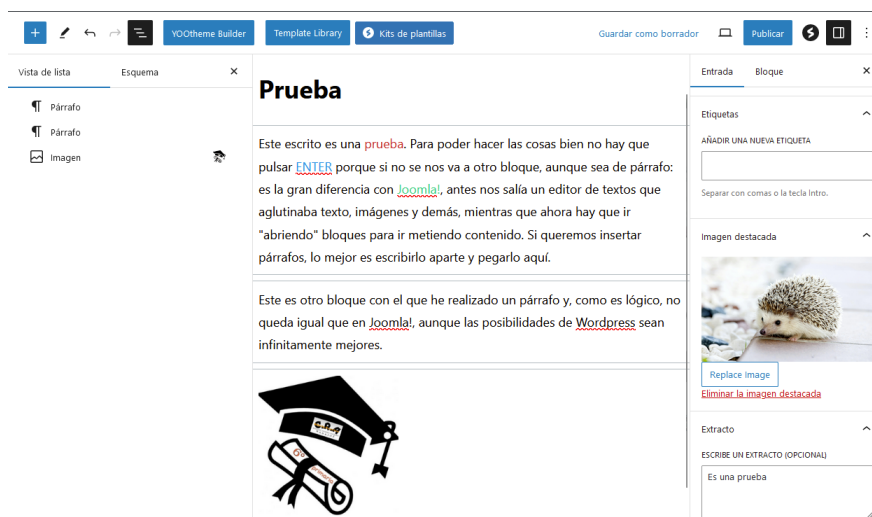 YOOtheme Builder
Template Library
Kits de plantillas
Guardar como borrador
Publicar
Vista de lista
Esquema
Párrafo
Párrafo
Imagen
Prueba
Este escrito es una prueba. Para poder hacer las cosas bien no hay que
pulsar ENTER porque si no se nos va a otro bloque, aunque sea de párrafo:
es la gran diferencia con Joomla!, antes nos salía un editor de textos que
aglutinaba texto, imágenes y demás, mientras que ahora hay que ir
"abriendo" bloques para ir metiendo contenido. Si queremos insertar
párrafos, lo mejor es escribirlo aparte y pegarlo aquí.
Este es otro bloque con el que he realizado un párrafo y, como es lógico, no
queda igual que en Joomla!, aunque las posibilidades de Wordpress sean
infinitamente mejores.
C.R.A
6º primaria
Entrada
Bloque
Etiquetas
AÑADIR UNA NUEVA ETIQUETA
Separar con comas o la tecla Intro.
Imagen destacada
Replace Image
Eliminar la imagen destacada
Extracto
ESCRIBE UN EXTRACTO (OPCIONAL)
Es una prueba